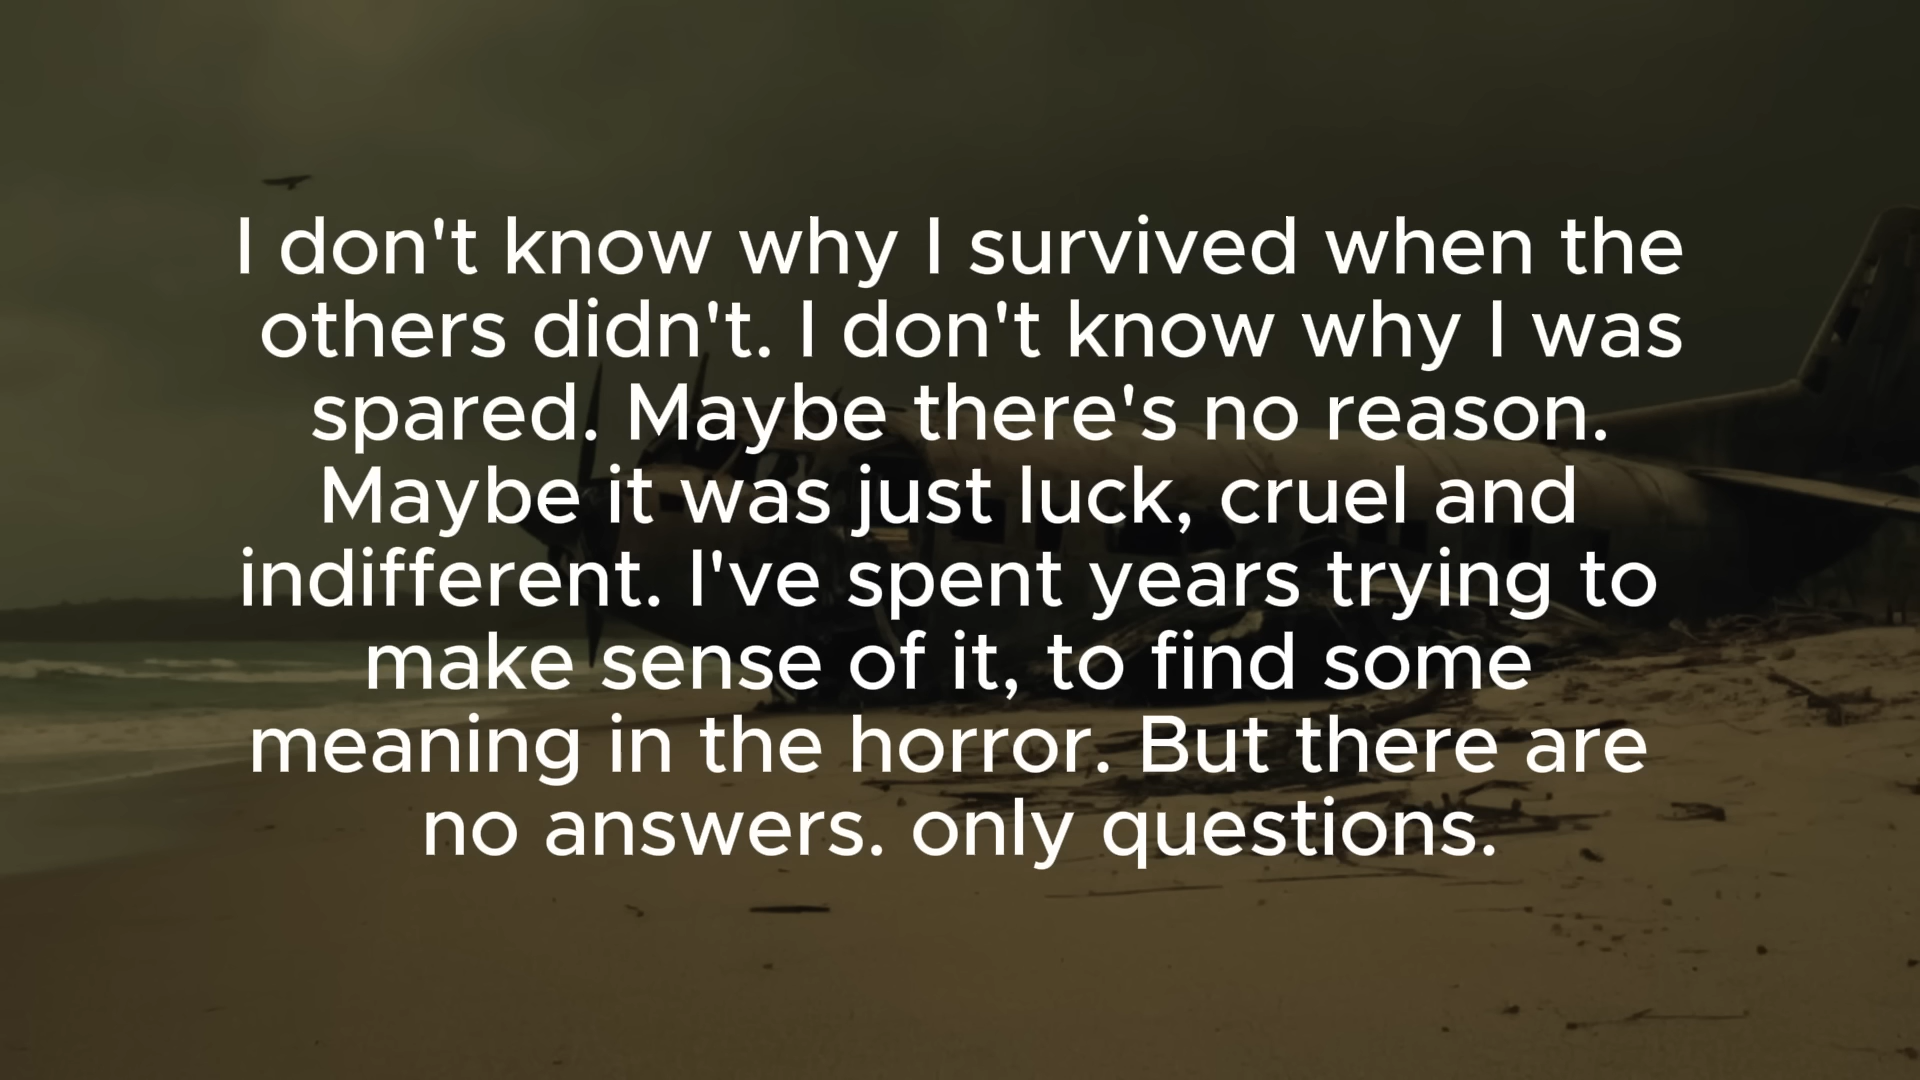 I don't know why I survived when the
others didn't. I don't know why I was
spared. Maybe there's no reason.
Maybe it was just luck, cruel and
indifferent. I've spent years trying to
make sense of it, to find some
meaning in the horror. But there are
no answers. only questions.